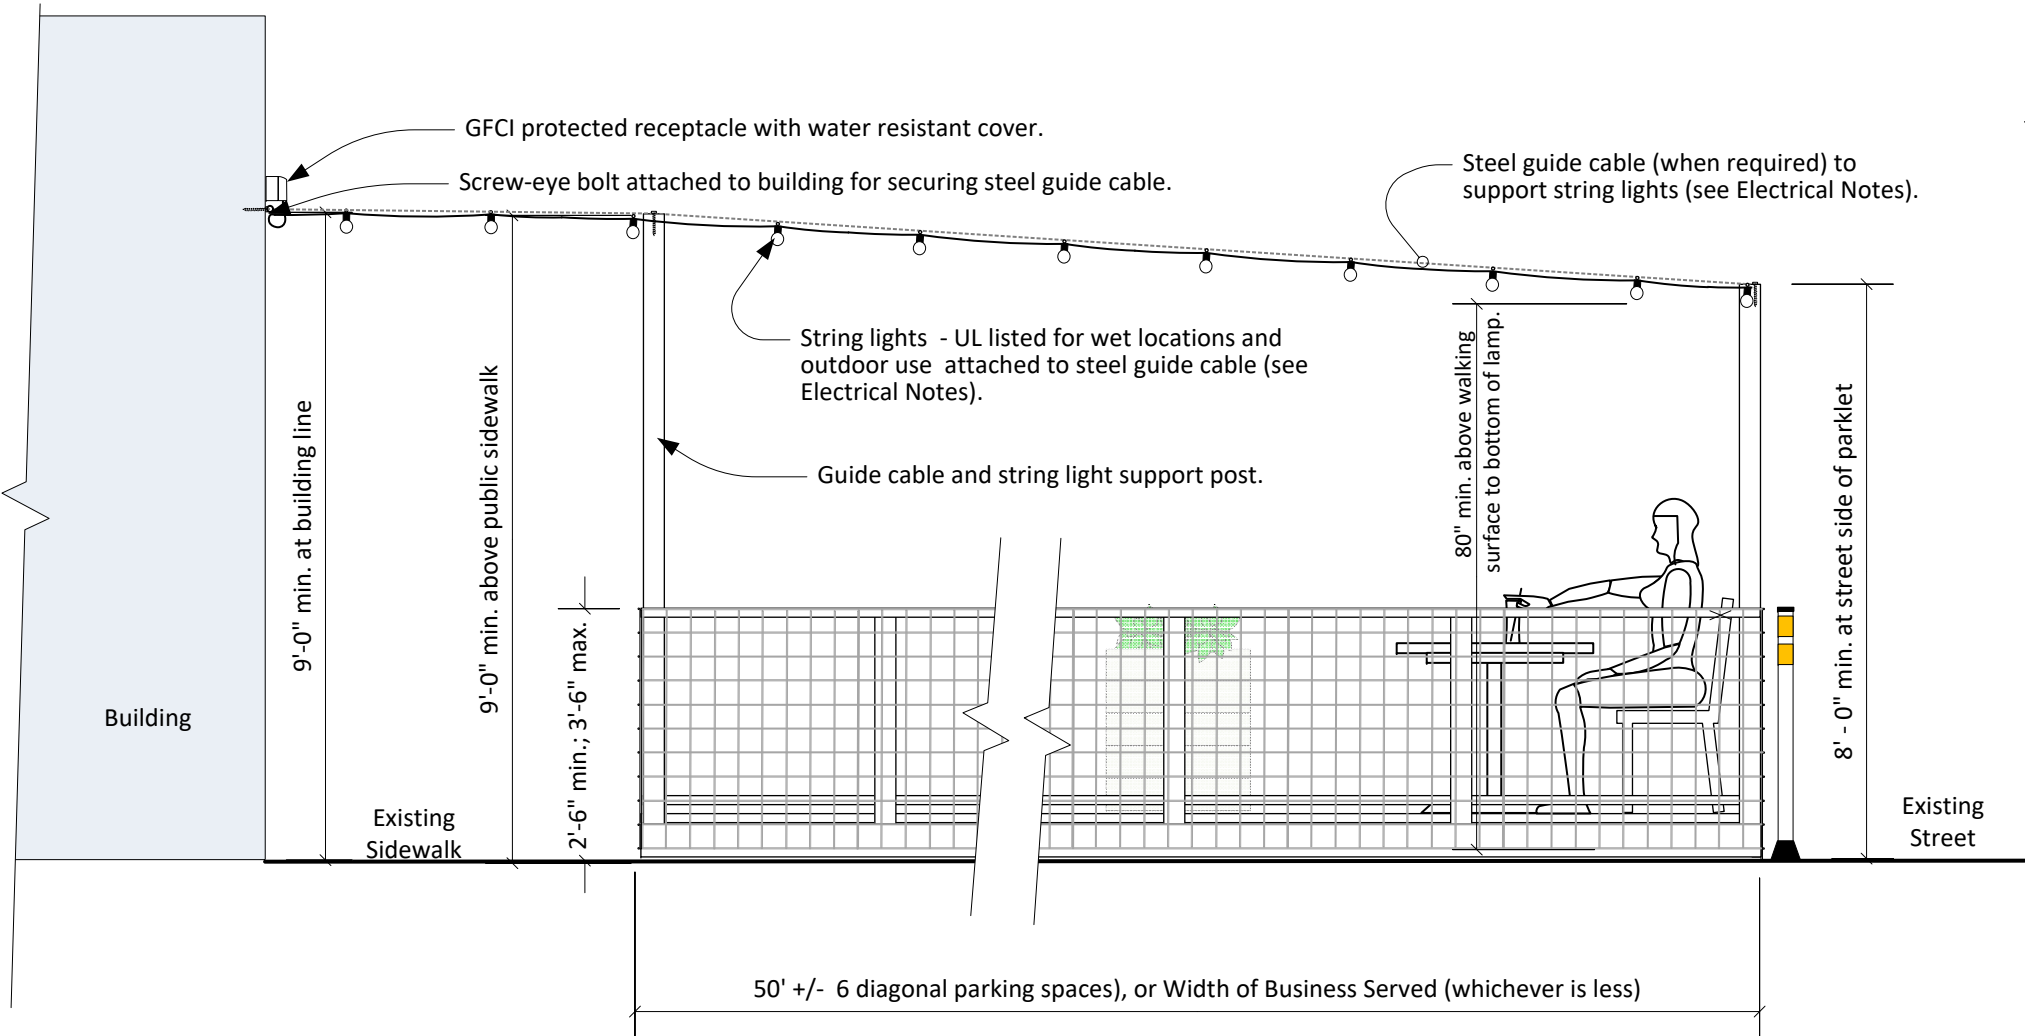 GFCI protected receptacle with water resistant cover.
Screw-eye bolt attached to building for securing steel guide cable.
Steel guide cable (when required) to
support string lights (see Electrical Notes).
String lights - UL listed for wet locations and
outdoor use attached to steel guide cable (see
Electrical Notes).
Guide cable and string light support post.
9'-0" min. at building line
9'-0" min. above public sidewalk
2'-6" min.; 3'-6" max.
80" min. above walking
surface to bottom of lamp.
8' - 0" min. at street side of parklet
Building
Existing
Sidewalk
Existing
Street
50' +/- 6 diagonal parking spaces), or Width of Business Served (whichever is less)